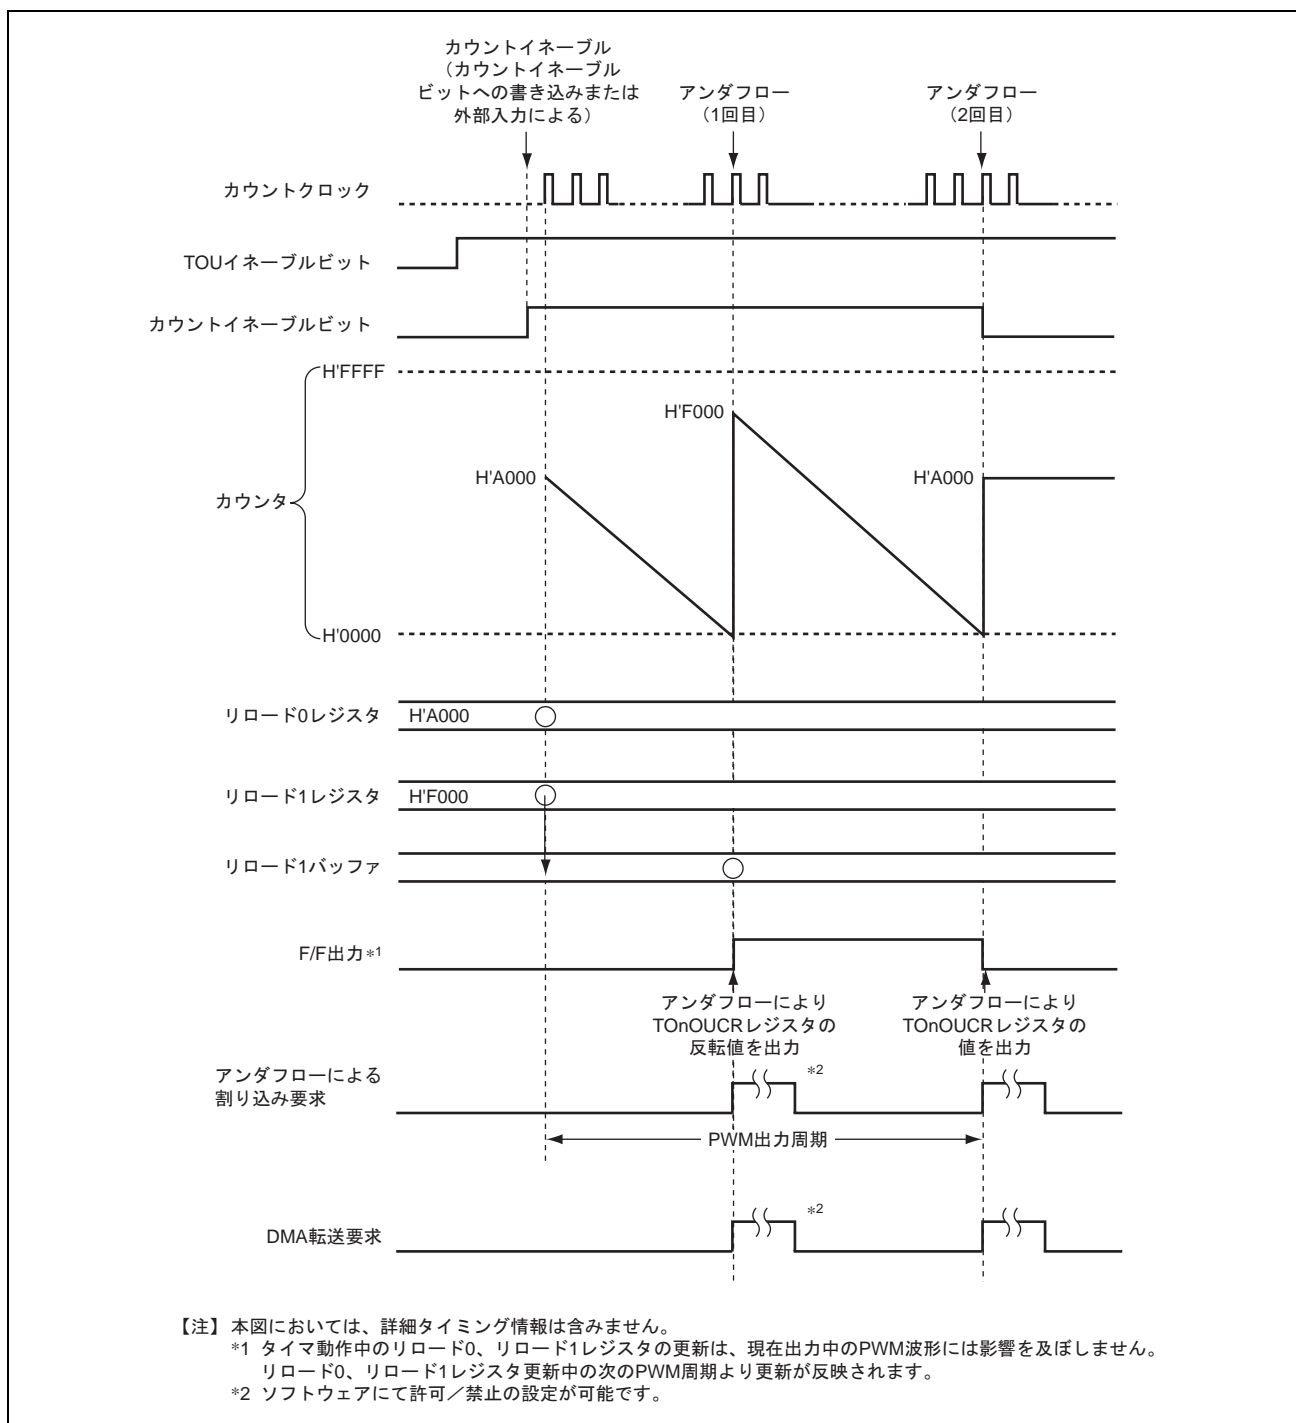 カウントイネーブル
（カウントイネーブル
ビットへの書き込みまたは
外部入力による）
アンダフロー
（1回目）
アンダフロー
（2回目）
カウントクロック
TOUイネーブルビット
カウントイネーブルビット
H'FFFF
H'F000
H'A000
H'A000
カウンタ
H'0000
リロード0レジスタ
H'A000
リロード1レジスタ
H'F000
リロード1バッファ
F/F出力*1
アンダフローにより
TOnOUCRレジスタの
反転値を出力
アンダフローにより
TOnOUCRレジスタの
値を出力
アンダフローによる
割り込み要求
*2
PWM出力周期
DMA転送要求
*2
【注】 本図においては、詳細タイミング情報は含みません。
*1 タイマ動作中のリロード0、リロード1レジスタの更新は、現在出力中のPWM波形には影響を及ぼしません。
リロード0、リロード1レジスタ更新中の次のPWM周期より更新が反映されます。
*2 ソフトウェアにて許可／禁止の設定が可能です。